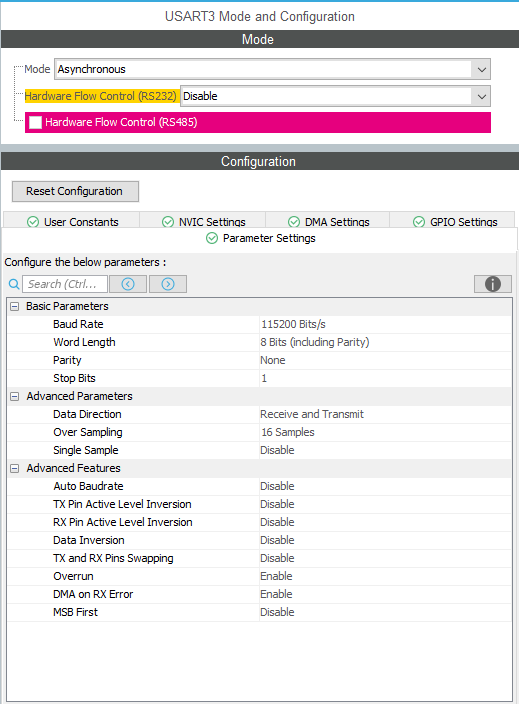 USART3 Mode and Configuration
Mode
Mode Asynchronous
Hardware Flow Control (RS232) Disable
Hardware Flow Control (RS485)
Configuration
Reset Configuration
User Constants NVIC Settings DMA Settings GPIO Settings
Parameter Settings
Configure the below parameters :
Search (Ctrl...
Basic Parameters
Baud Rate 115200 Bits/s
Word Length 8 Bits (including Parity)
Parity None
Stop Bits 1
Advanced Parameters
Data Direction Receive and Transmit
Over Sampling 16 Samples
Single Sample Disable
Advanced Features
Auto Baudrate Disable
TX Pin Active Level Inversion Disable
RX Pin Active Level Inversion Disable
Data Inversion Disable
TX and RX Pins Swapping Disable
Overrun Enable
DMA on RX Error Enable
MSB First Disable